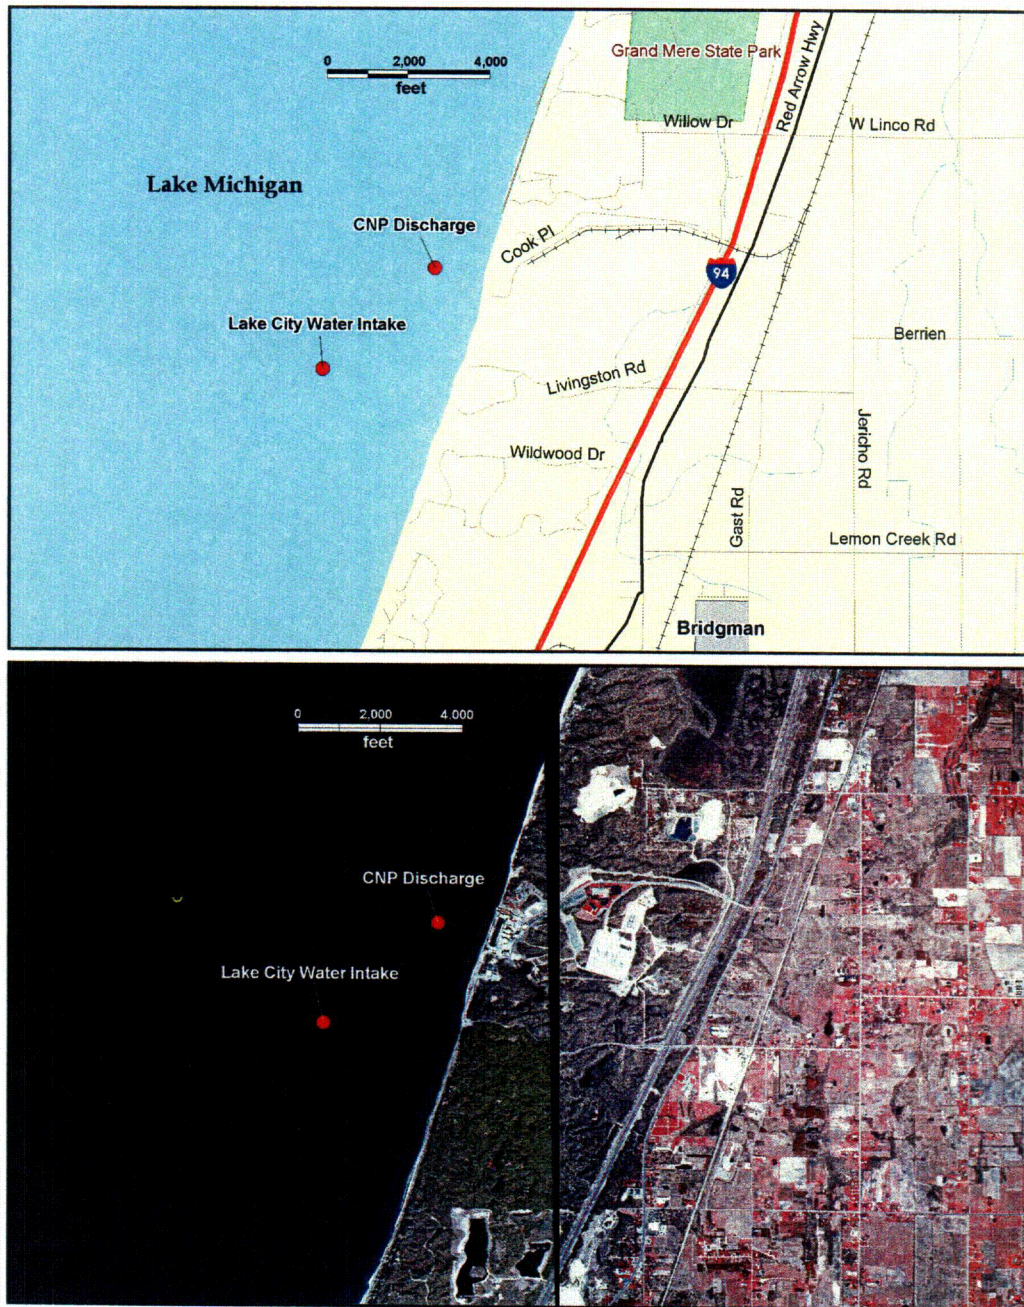 Grand Mere State Park
Red Arrow Hwy
0 2,000 4,000
feet
Willow Dr
W Linco Rd
Lake Michigan
CNP Discharge
Cook Pl
94
Lake City Water Intake
Berrien
Livingston Rd
Jericho Rd
Wildwood Dr
Gast Rd
Lemon Creek Rd
Bridgman
0 2,000 4.000
feet
CNP Discharge
Lake City Water Intake